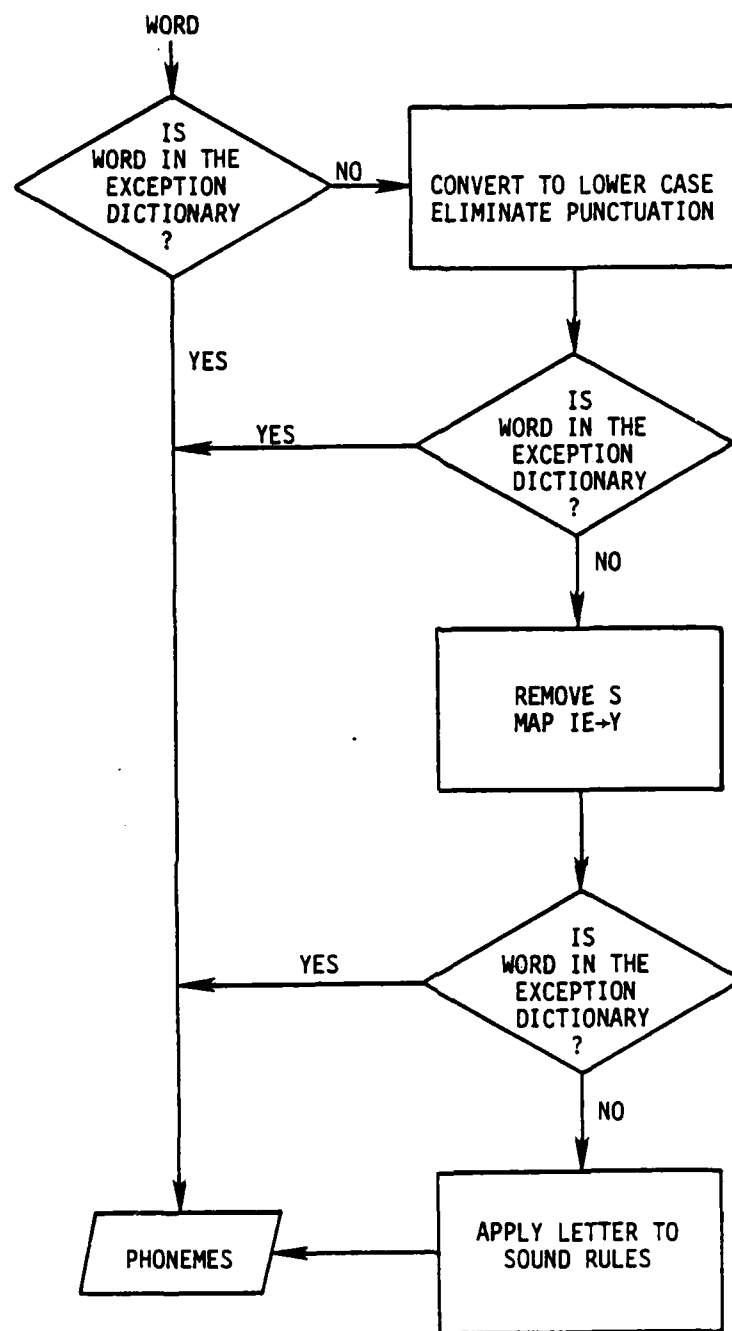 WORD
IS
WORD IN THE
EXCEPTION
DICTIONARY
?
NO
CONVERT TO LOWER CASE
ELIMINATE PUNCTUATION
YES
IS
WORD IN THE
EXCEPTION
DICTIONARY
?
YES
NO
REMOVE S
MAP IE→Y
IS
WORD IN THE
EXCEPTION
DICTIONARY
?
YES
NO
APPLY LETTER TO
SOUND RULES
PHONEMES